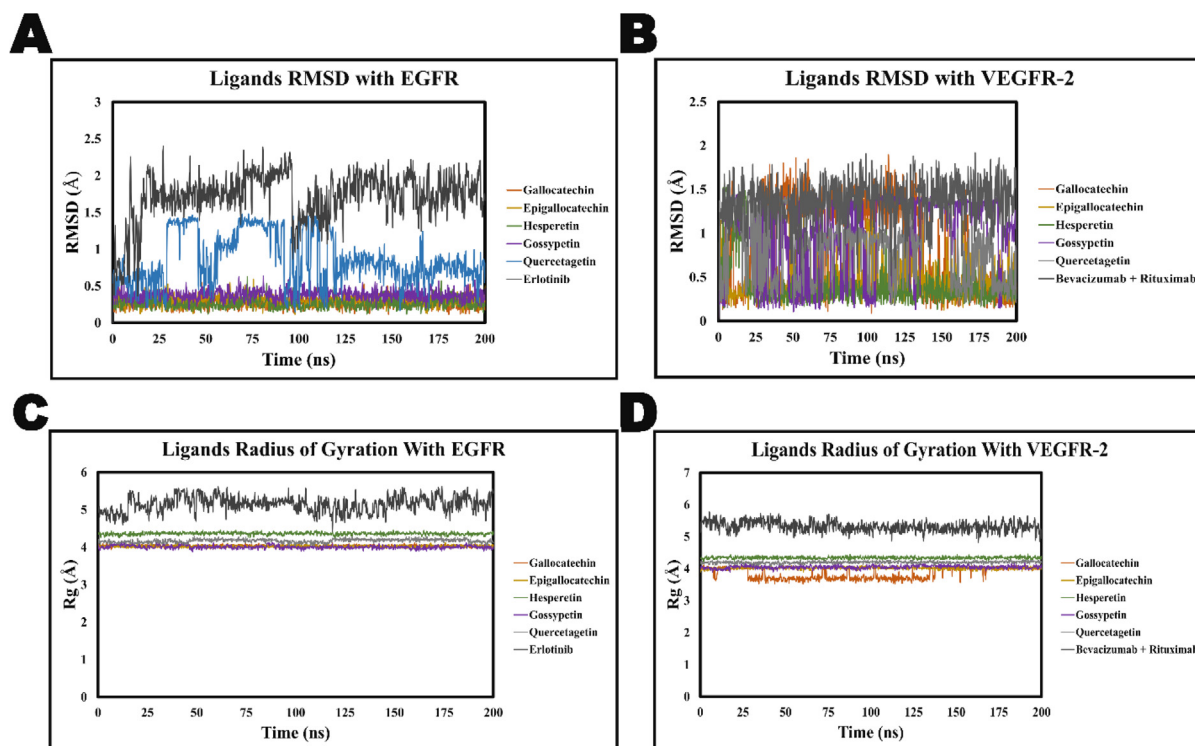 A
Ligands RMSD with EGFR
RMSD (Å)
3
2.5
2
1.5
1
0.5
0
0 25 50 75 100 125 150 175 200
Time (ns)
Gallocatechin
Epigallocatechin
Hesperetin
Gossypetin
Quercetagetin
Erlotinib
B
Ligands RMSD with VEGFR-2
RMSD (Å)
2.5
2
1.5
1
0.5
0
0 25 50 75 100 125 150 175 200
Time (ns)
Gallocatechin
Epigallocatechin
Hesperetin
Gossypetin
Quercetagetin
Bevacizumab + Rituximab
C
Ligands Radius of Gyration With EGFR
Rg (Å)
6
5
4
3
2
1
0
0 25 50 75 100 125 150 175 200
Time (ns)
Gallocatechin
Epigallocatechin
Hesperetin
Gossypetin
Quercetagetin
Erlotinib
D
Ligands Radius of Gyration With VEGFR-2
Rg (Å)
7
6
5
4
3
2
1
0
0 25 50 75 100 125 150 175 200
Time (ns)
Gallocatechin
Epigallocatechin
Hesperetin
Gossypetin
Quercetagetin
Bevacizumab + Rituximab